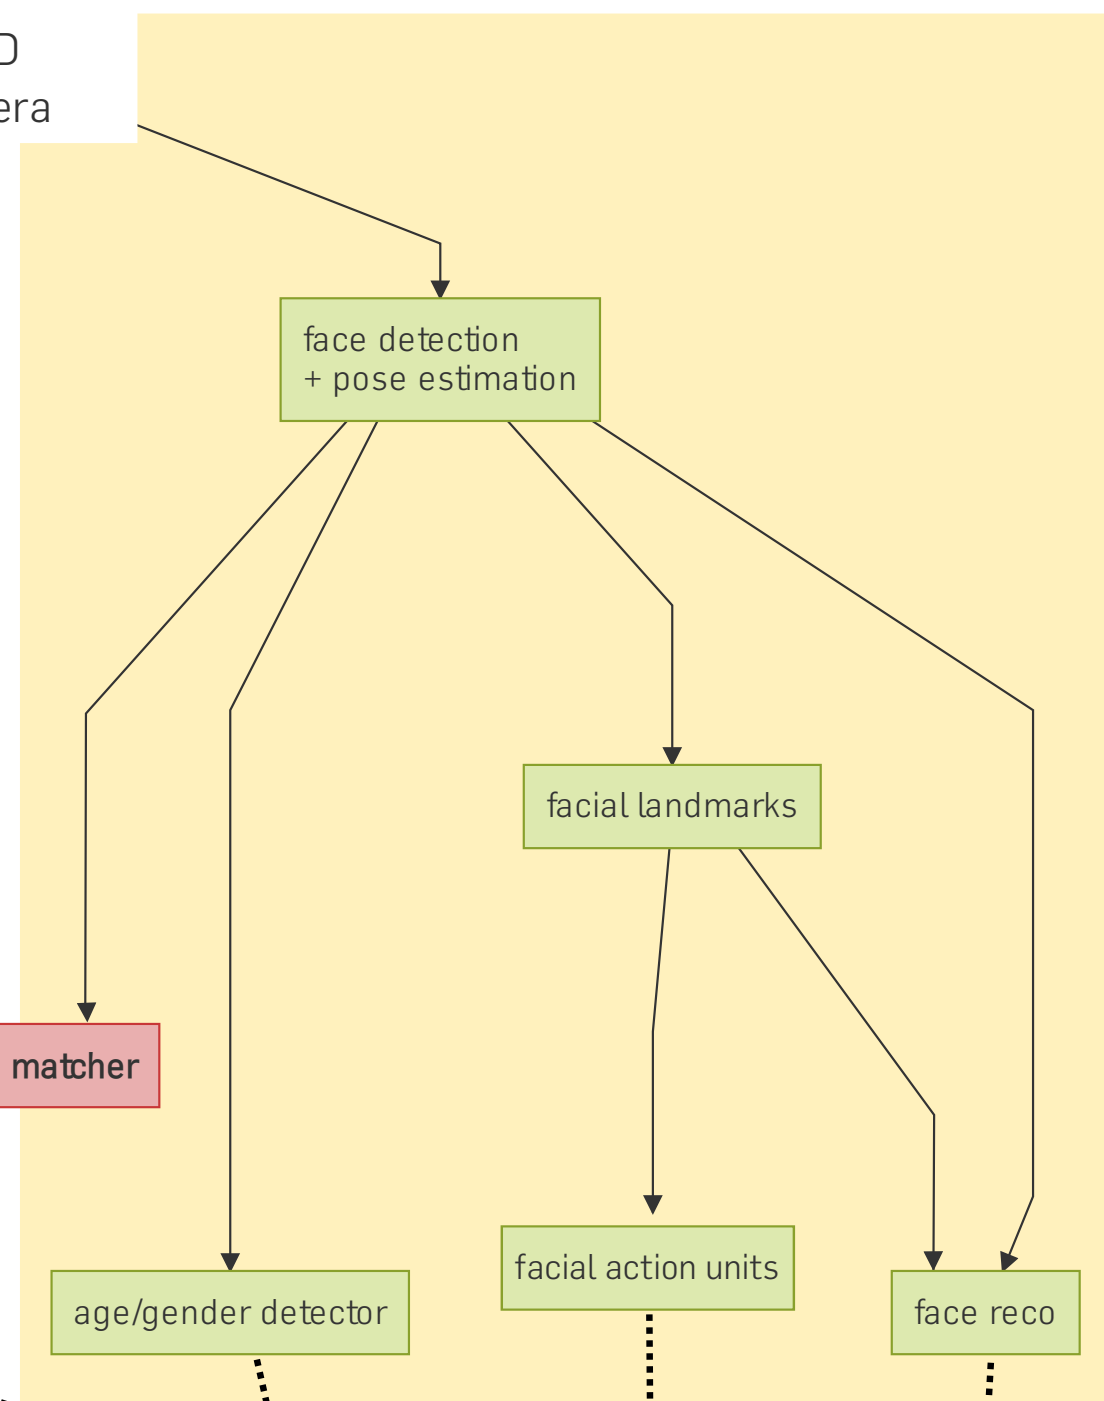 D
era
face detection
+ pose estimation
facial landmarks
matcher
facial action units
age/gender detector
face reco